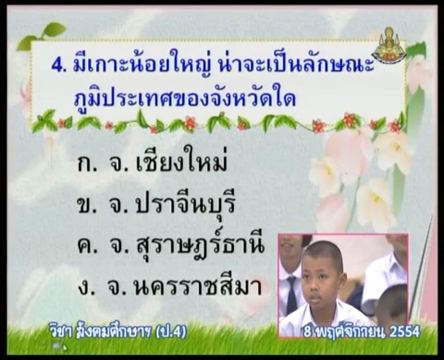 4. มีเกาะน้อยใหญ่ น่าจะเป็นลักษณะ
ภูมิประเทศของจังหวัดใด
ก. จ. เชียงใหม่
ข. จ. ปราจีนบุรี
ค. จ. สุราษฎร์ธานี
ง. จ. นครราชสีมา
วิชา สังคมศึกษาฯ (ป.4)
8 พฤศจิกายน 2554